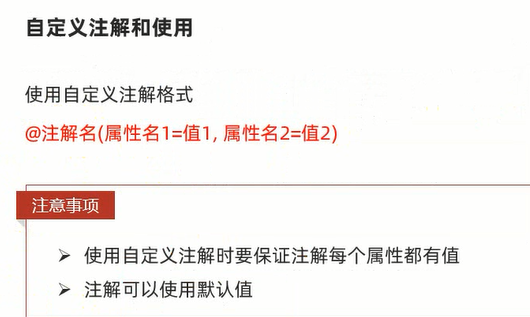 自定义注解和使用
使用自定义注解格式
@注解名(属性名1=值1, 属性名2=值2)
注意事项
➢ 使用自定义注解时要保证注解每个属性都有值
➢ 注解可以使用默认值